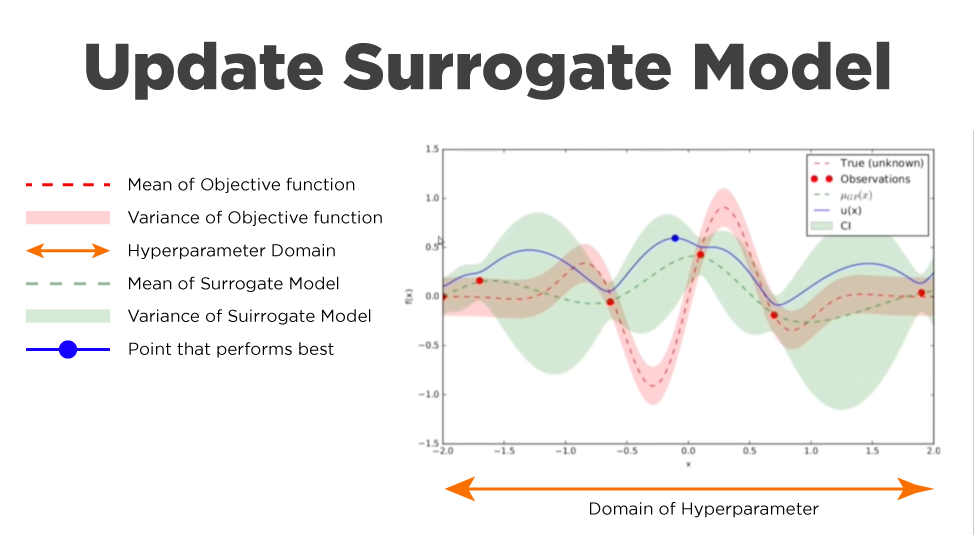 Update Surrogate Model
Mean of Objective function
Variance of Objective function
Hyperparameter Domain
Mean of Surrogate Model
Variance of Suirrogate Model
Point that performs best
1.5
1.0
0.5
0.0
−0.5
−1.0
−1.5
f(x)
True (unknown)
Observations
μGP(x)
u(x)
CI
−2.0 −1.5 −1.0 −0.5 0.0 0.5 1.0 1.5 2.0
x
Domain of Hyperparameter